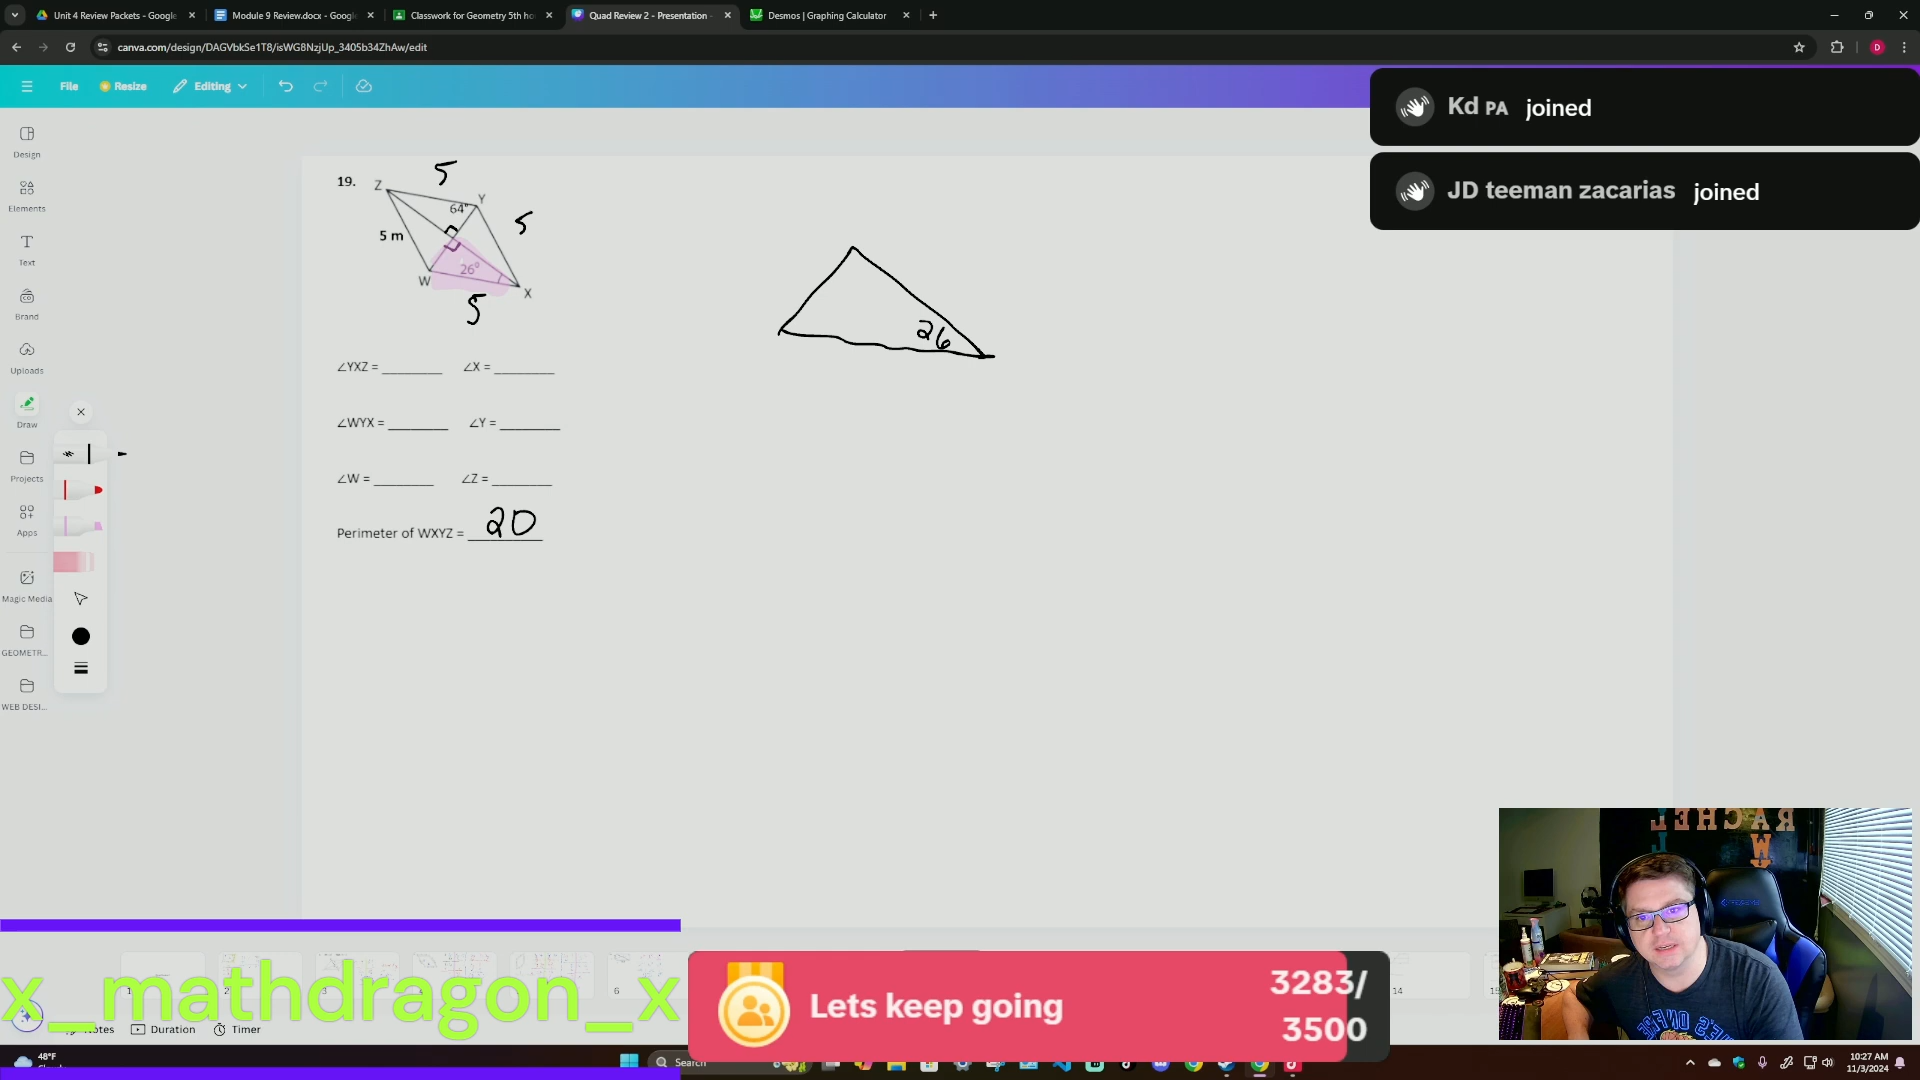 Unit 4 Review Packets - Google
Module 9 Review.docx - Google
Classwork for Geometry 5th ho
Quad Review 2 - Presentation -
Desmos | Graphing Calculator
canva.com/design/DAGVbkSe1T8/isWG8NzjUp_3405b34ZhAw/edit
D
File
Resize
Editing
Kd PA joined
JD teeman zacarias joined
Design
Elements
Text
Brand
Uploads
Draw
Projects
Apps
Magic Media
GEOMETR...
WEB DESI...
19.
5
Z
Y
64°
5
5 m
26°
W
X
5
26
∠YXZ = ________ ∠X = ________
∠WYX = ________ ∠Y = ________
∠W = ________ ∠Z = ________
Perimeter of WXYZ = 20
RACHEL
W
x_mathdragon_x
Lets keep going
3283/
3500
6
14
Notes
Duration
Timer
48°F
Search
10:27 AM
11/3/2024